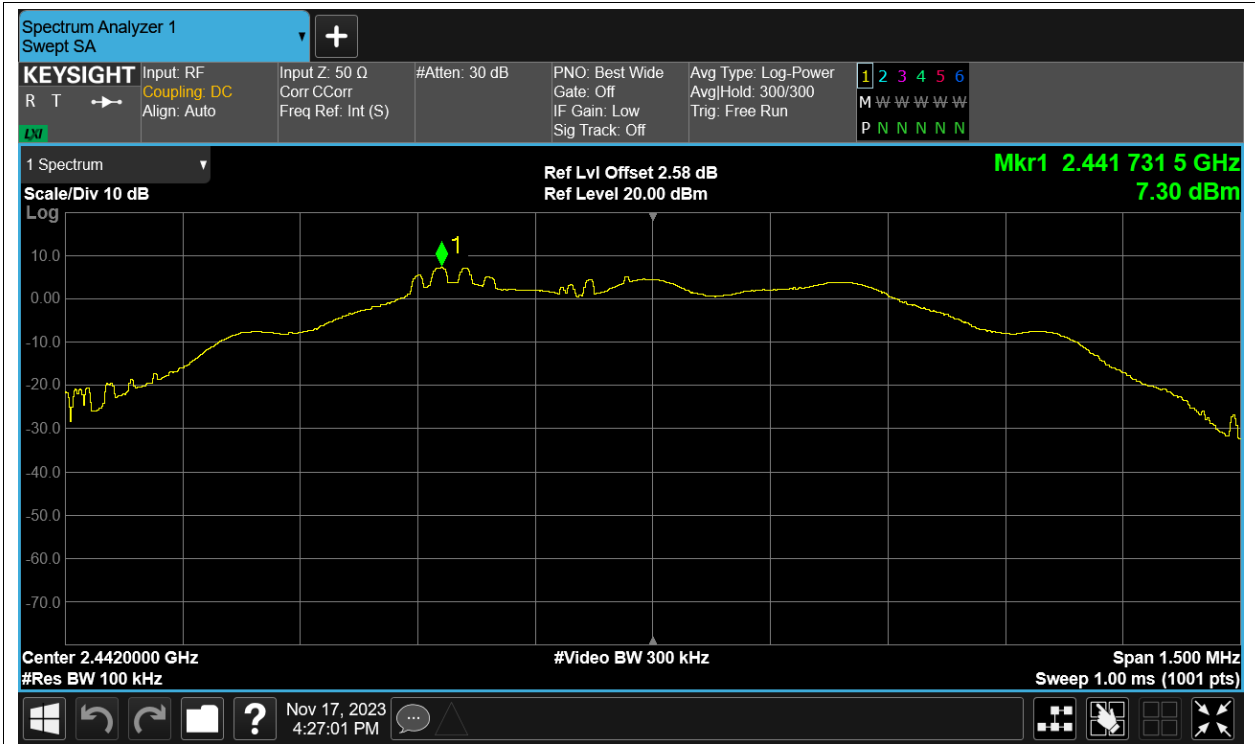 Spectrum Analyzer 1
Swept SA
KEYSIGHT
R T
LXI
Input: RF
Coupling: DC
Align: Auto
Input Z: 50 Ω
Corr CCorr
Freq Ref: Int (S)
#Atten: 30 dB
PNO: Best Wide
Gate: Off
IF Gain: Low
Sig Track: Off
Avg Type: Log-Power
Avg|Hold: 300/300
Trig: Free Run
1 2 3 4 5 6
M W W W W W
P N N N N N
1 Spectrum
Scale/Div 10 dB
Ref Lvl Offset 2.58 dB
Ref Level 20.00 dBm
Mkr1 2.441 731 5 GHz
7.30 dBm
Log
1
10.0
0.00
-10.0
-20.0
-30.0
-40.0
-50.0
-60.0
-70.0
Center 2.4420000 GHz
#Video BW 300 kHz
Span 1.500 MHz
#Res BW 100 kHz
Sweep 1.00 ms (1001 pts)
?
Nov 17, 2023
4:27:01 PM